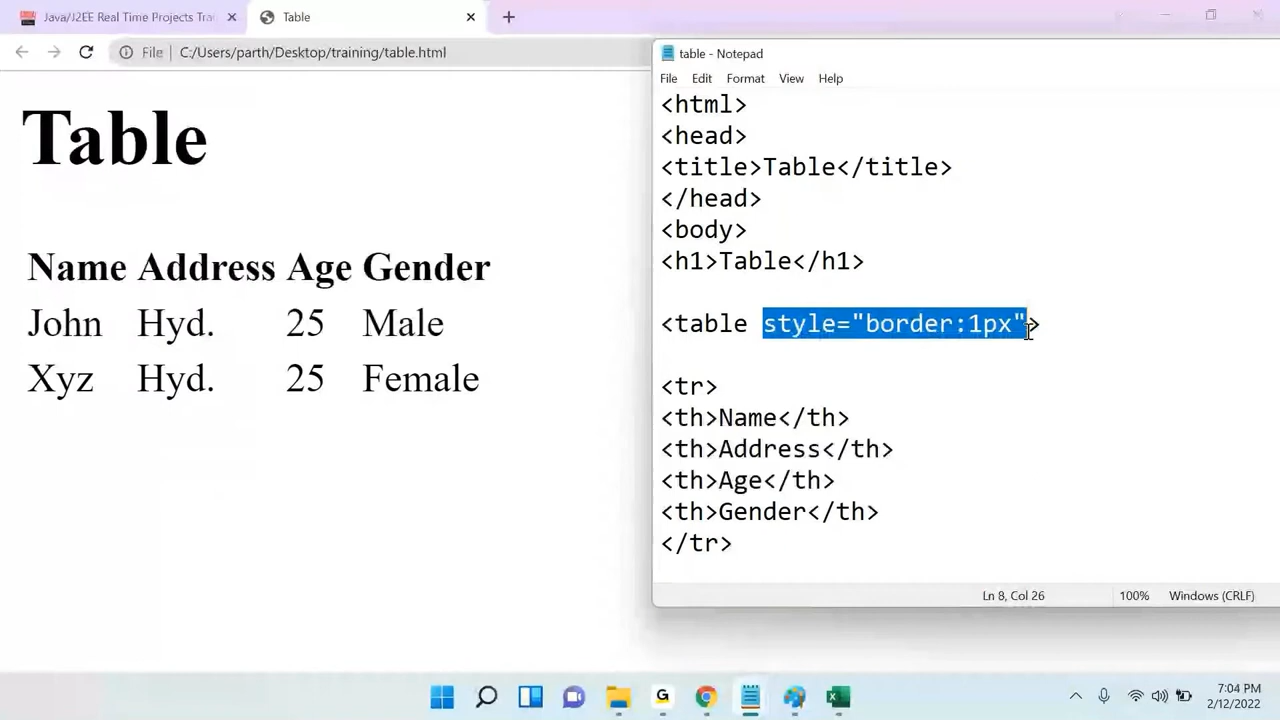 Java/J2EE Real Time Projects Trai
Table
File
C:/Users/parth/Desktop/training/table.html
Table
Name Address Age Gender
John Hyd. 25 Male
Xyz Hyd. 25 Female
table - Notepad
File Edit Format View Help
<html>
<head>
<title>Table</title>
</head>
<body>
<h1>Table</h1>
<table style="border:1px">
<tr>
<th>Name</th>
<th>Address</th>
<th>Age</th>
<th>Gender</th>
</tr>
Ln 8, Col 26 100% Windows (CRLF)
G
7:04 PM
2/12/2022